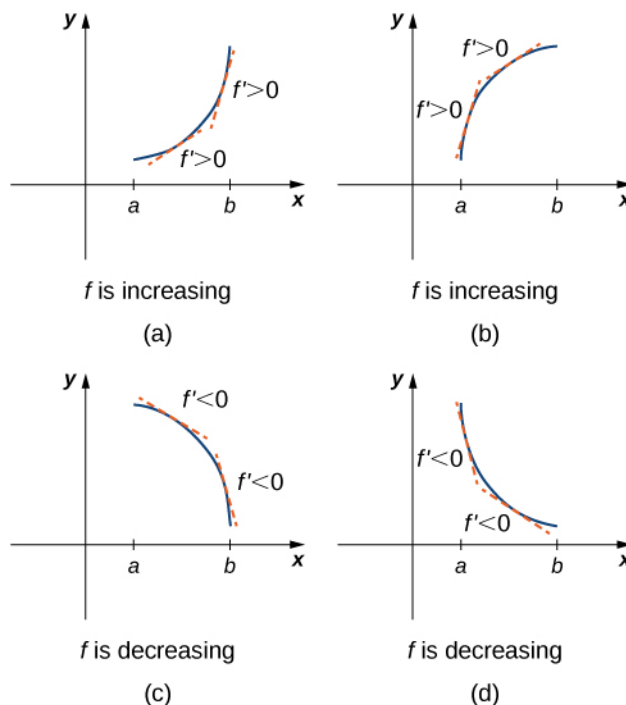 y
y
f′>0
f′>0
f′>0
f′>0
a
b
x
a
b
x
f is increasing
f is increasing
(a)
(b)
y
y
f′<0
f′<0
f′<0
f′<0
a
b
x
a
b
x
f is decreasing
f is decreasing
(c)
(d)